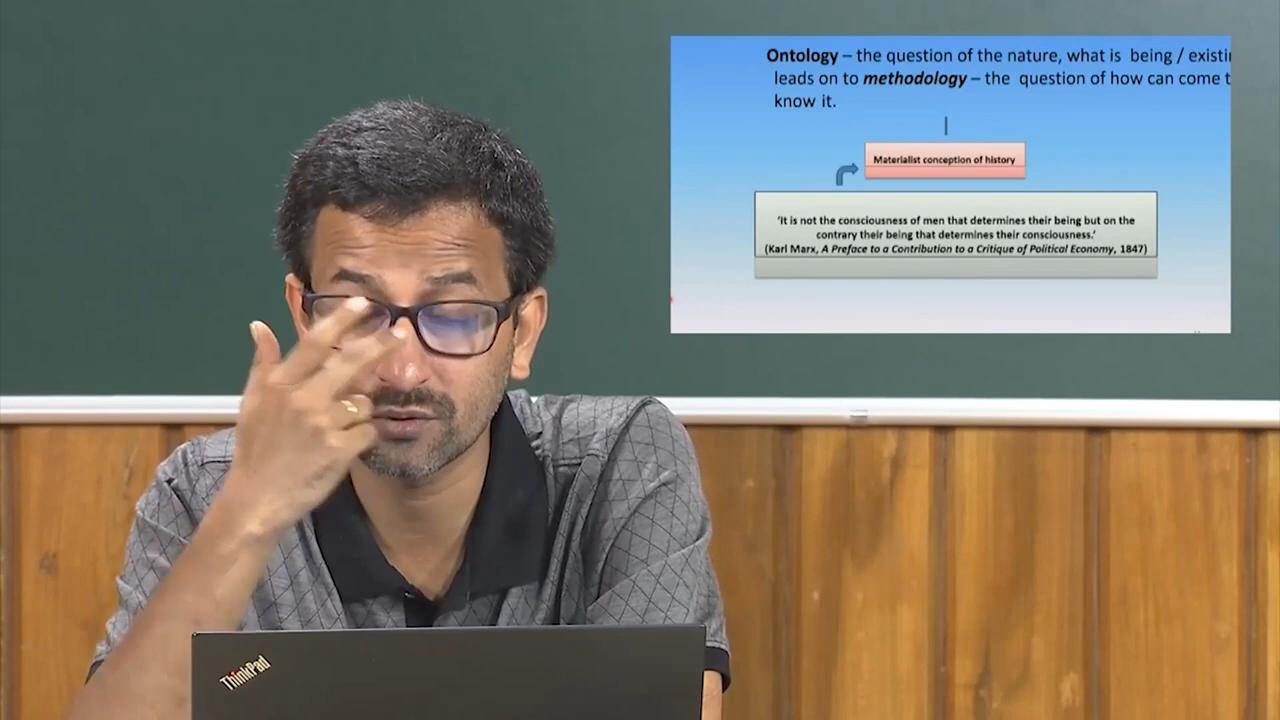 Ontology – the question of the nature, what is being / existi
leads on to methodology – the question of how can come t
know it.
Materialist conception of history
‘It is not the consciousness of men that determines their being but on the
contrary their being that determines their consciousness.’
(Karl Marx, A Preface to a Contribution to a Critique of Political Economy, 1847)
ThinkPad